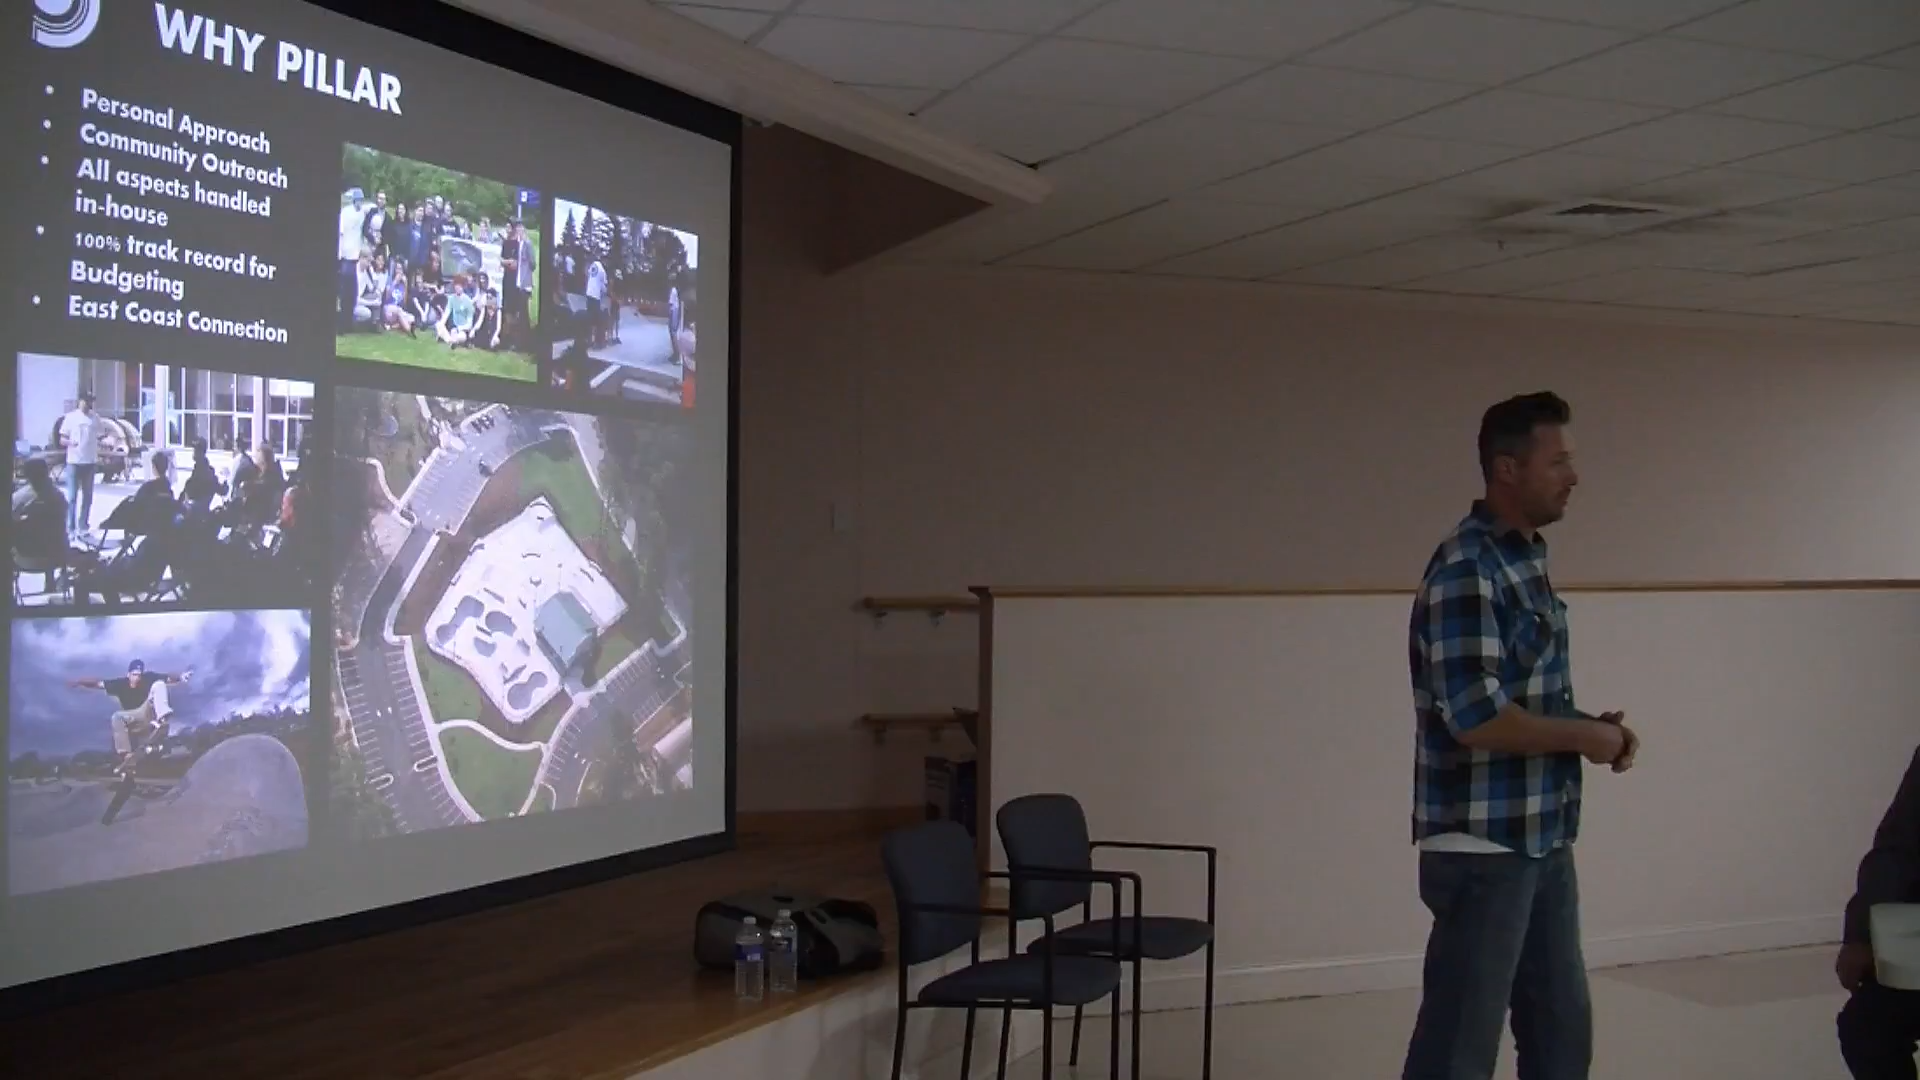 WHY PILLAR
• Personal Approach
• Community Outreach
• All aspects handled
in-house
• 100% track record for
Budgeting
• East Coast Connection